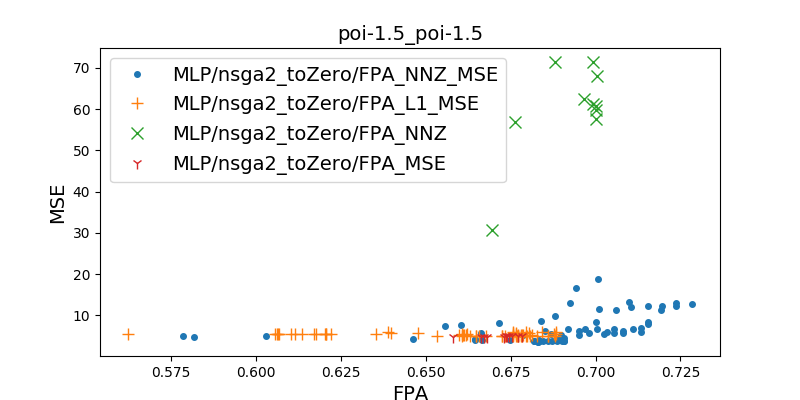 poi-1.5_poi-1.5
MLP/nsga2_toZero/FPA_NNZ_MSE
MLP/nsga2_toZero/FPA_L1_MSE
MLP/nsga2_toZero/FPA_NNZ
MLP/nsga2_toZero/FPA_MSE
70
60
50
40
30
20
10
MSE
0.575
0.600
0.625
0.650
0.675
0.700
0.725
FPA